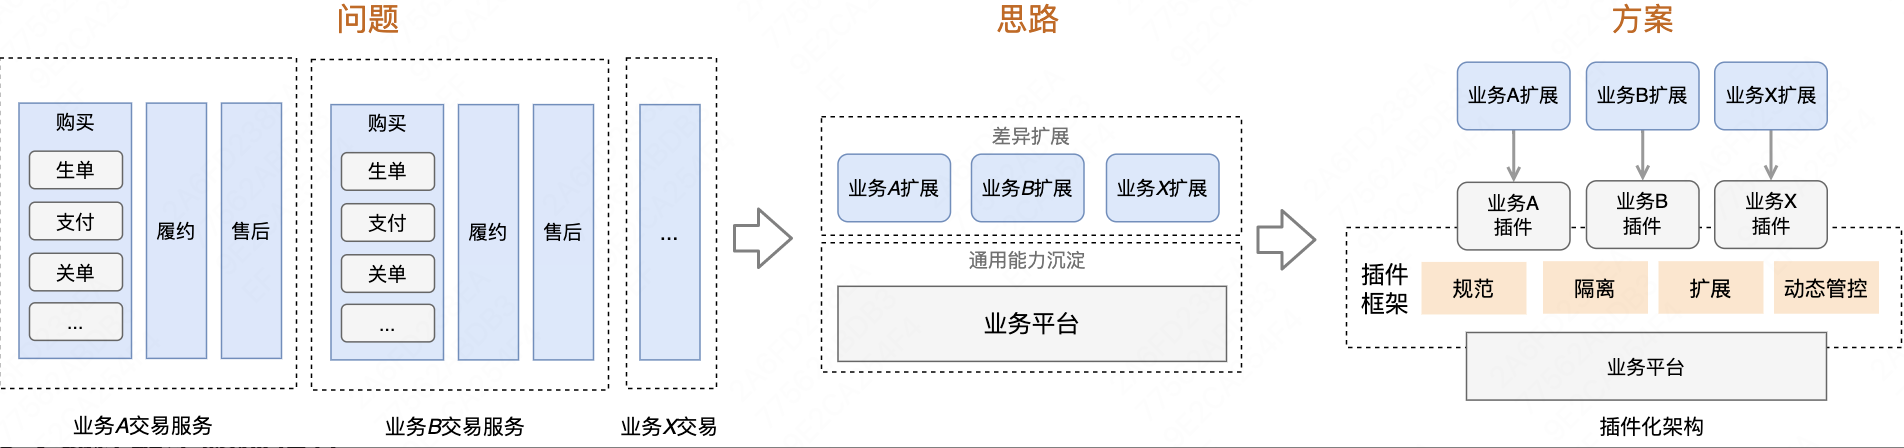 问题
购买
生单
支付
关单
...
履约
售后
业务A交易服务
购买
生单
支付
关单
...
履约
售后
业务B交易服务
...
业务X交易
思路
差异扩展
业务A扩展
业务B扩展
业务X扩展
通用能力沉淀
业务平台
方案
业务A扩展
业务B扩展
业务X扩展
业务A
插件
业务B
插件
业务X
插件
插件
框架
规范
隔离
扩展
动态管控
业务平台
插件化架构